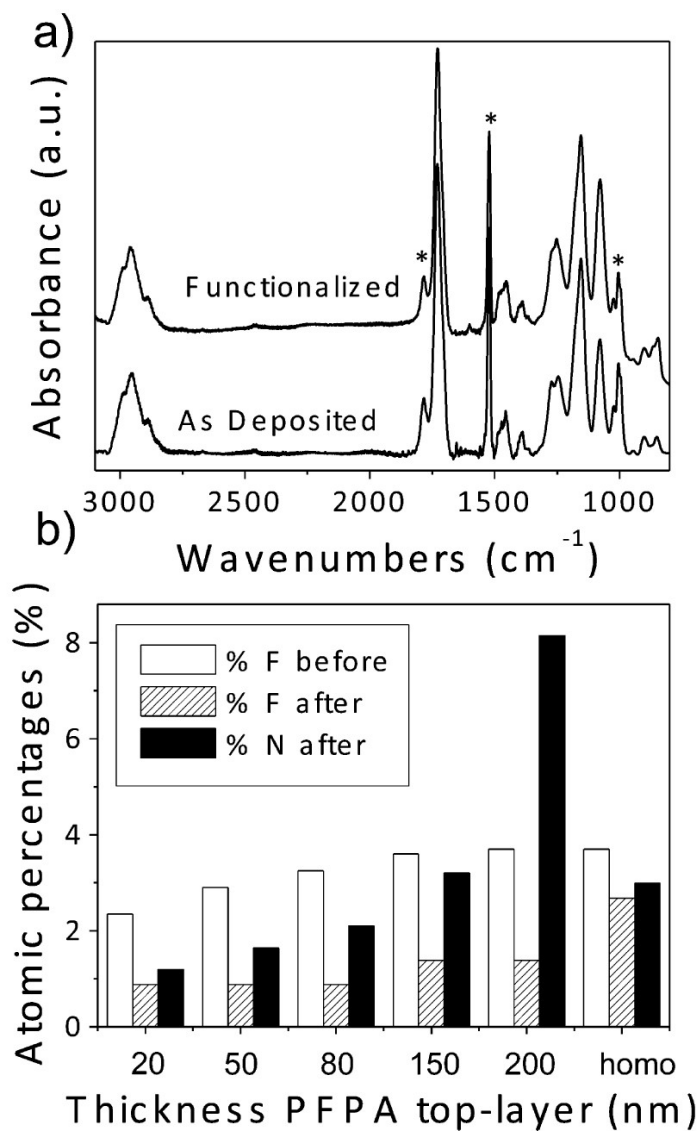 a)
Absorbance (a.u.)
*
*
*
Functionalized
As Deposited
3000 2500 2000 1500 1000
Wavenumbers (cm⁻¹)
b)
Atomic percentages (%)
8
6
4
2
0
% F before
% F after
% N after
20 50 80 150 200 homo
Thickness PFPA top-layer (nm)